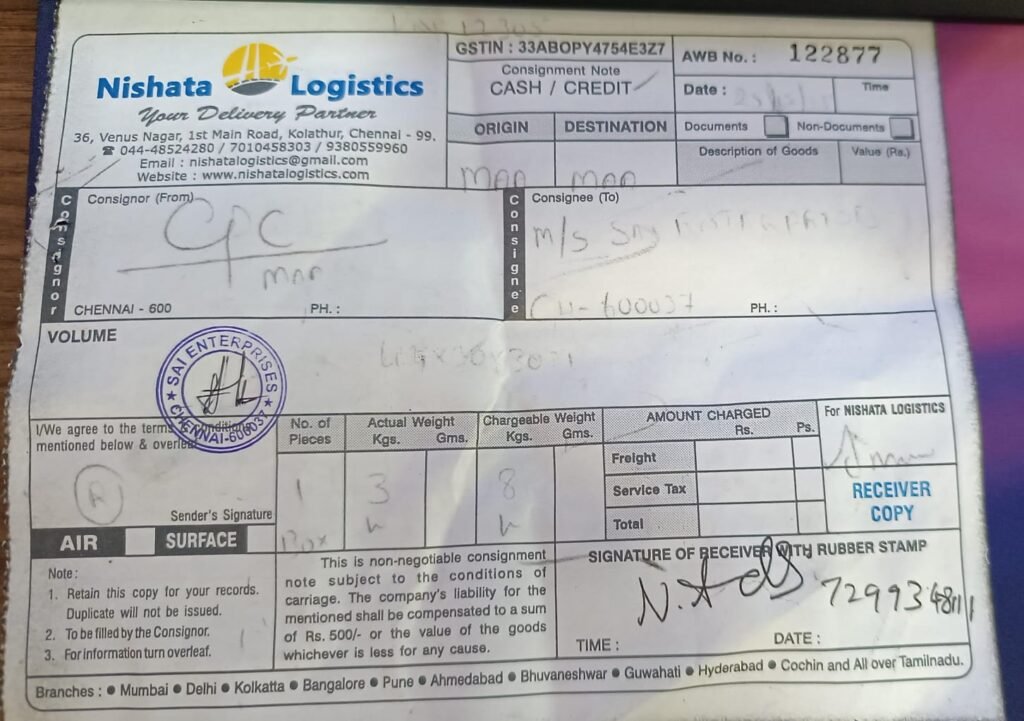 Nishata Logistics
Your Delivery Partner
36, Venus Nagar, 1st Main Road, Kolathur, Chennai - 99.
☎ 044-48524280 / 7010458303 / 9380559960
Email : nishatalogistics@gmail.com
Website : www.nishatalogistics.com
GSTIN : 33ABOPY4754E3Z7
Consignment Note
CASH / CREDIT
ORIGIN DESTINATION
MAA MAA
AWB No. : 122877
Date : Time
Documents Non-Documents
Description of Goods Value (Rs.)
Consignor
Consignor (From)
CPC
MAA
CHENNAI - 600 PH. :
Consignee
Consignee (To)
M/S
CH-600037 PH. :
VOLUME
SAI ENTERPRISES
CHENNAI-600037
I/We agree to the terms & conditions
mentioned below & overleaf
A
Sender's Signature
AIR SURFACE
No. of Pieces
1
Box
Actual Weight
Kgs. Gms.
3
Chargeable Weight
Kgs. Gms.
8
AMOUNT CHARGED
Rs. Ps.
Freight
Service Tax
Total
For NISHATA LOGISTICS
RECEIVER
COPY
Note :
1. Retain this copy for your records.
Duplicate will not be issued.
2. To be filled by the Consignor.
3. For information turn overleaf.
This is non-negotiable consignment
note subject to the conditions of
carriage. The company's liability for the
mentioned shall be compensated to a sum
of Rs. 500/- or the value of the goods
whichever is less for any cause.
SIGNATURE OF RECEIVER WITH RUBBER STAMP
TIME : DATE :
Branches : ● Mumbai ● Delhi ● Kolkatta ● Bangalore ● Pune ● Ahmedabad ● Bhuvaneshwar ● Guwahati ● Hyderabad ● Cochin and All over Tamilnadu.